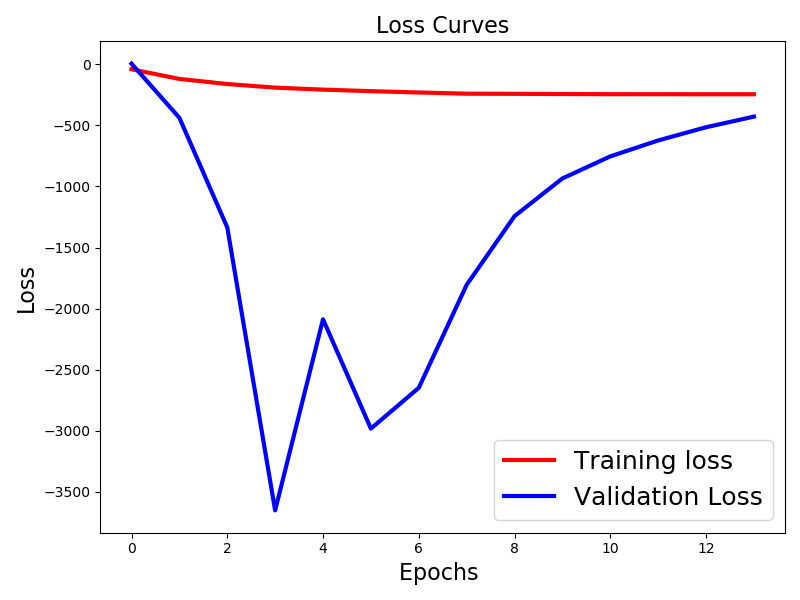 Loss Curves
Loss
0
−500
−1000
−1500
−2000
−2500
−3000
−3500
Training loss
Validation Loss
0 2 4 6 8 10 12
Epochs